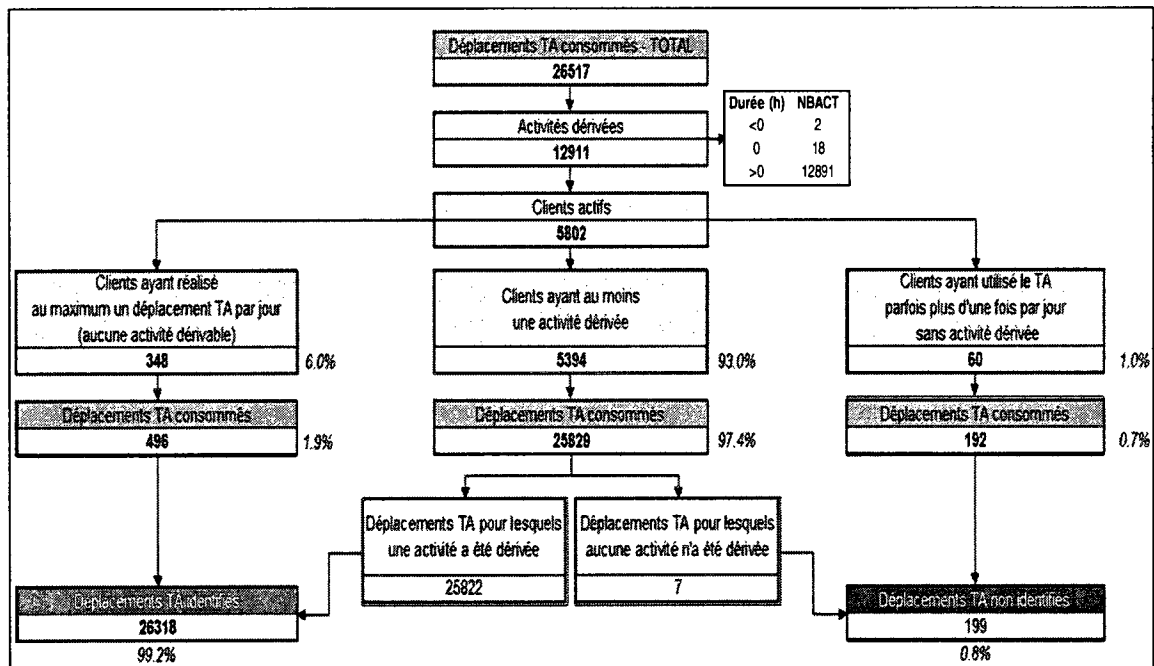 Déplacements TA consommés - TOTAL
26517
Durée (h) NBACT
<0 2
0 18
>0 12891
Activités dérivées
12911
Clients actifs
5802
Clients ayant réalisé
au maximum un déplacement TA par jour
(aucune activité dérivable)
348
6.0%
Clients ayant au moins
une activité dérivée
5394
93.0%
Clients ayant utilisé le TA
parfois plus d'une fois par jour
sans activité dérivée
60
1.0%
Déplacements TA consommés
496
1.9%
Déplacements TA consommés
25829
97.4%
Déplacements TA consommés
192
0.7%
Déplacements TA pour lesquels
une activité a été dérivée
25822
Déplacements TA pour lesquels
aucune activité n'a été dérivée
7
Déplacements TA identifiés
26318
99.2%
Déplacements TA non identifiés
199
0.8%